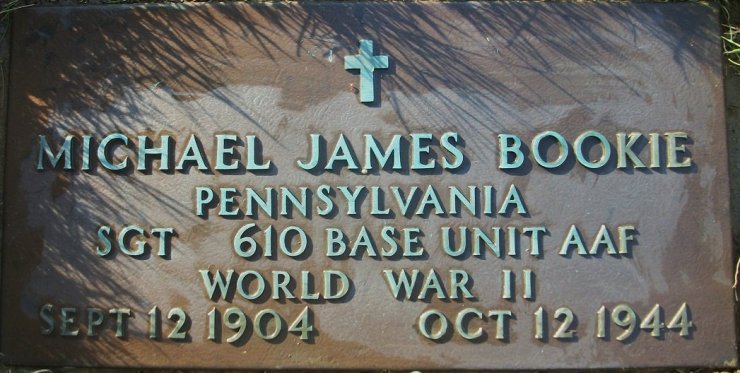 MICHAEL JAMES BOOKIE
PENNSYLVANIA
SGT 610 BASE UNIT AAF
WORLD WAR II
SEPT 12 1904 OCT 12 1944